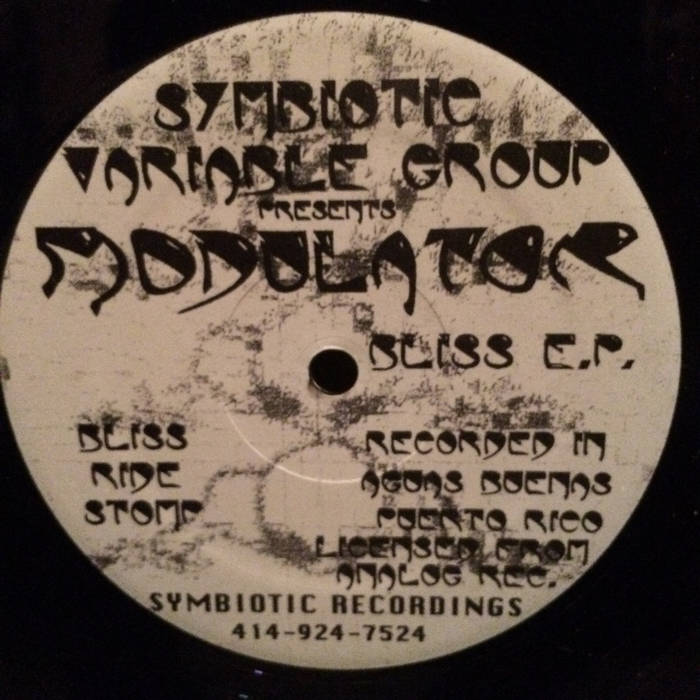 SYMBIOTIC
VARIABLE GROUP
PRESENTS
MODULATOR
BLISS E.P.
BLISS
RIDE
STOMP
RECORDED IN
AGUAS BUENAS
PUERTO RICO
LICENSED FROM
ANALOG REC.
SYMBIOTIC RECORDINGS
414-924-7524